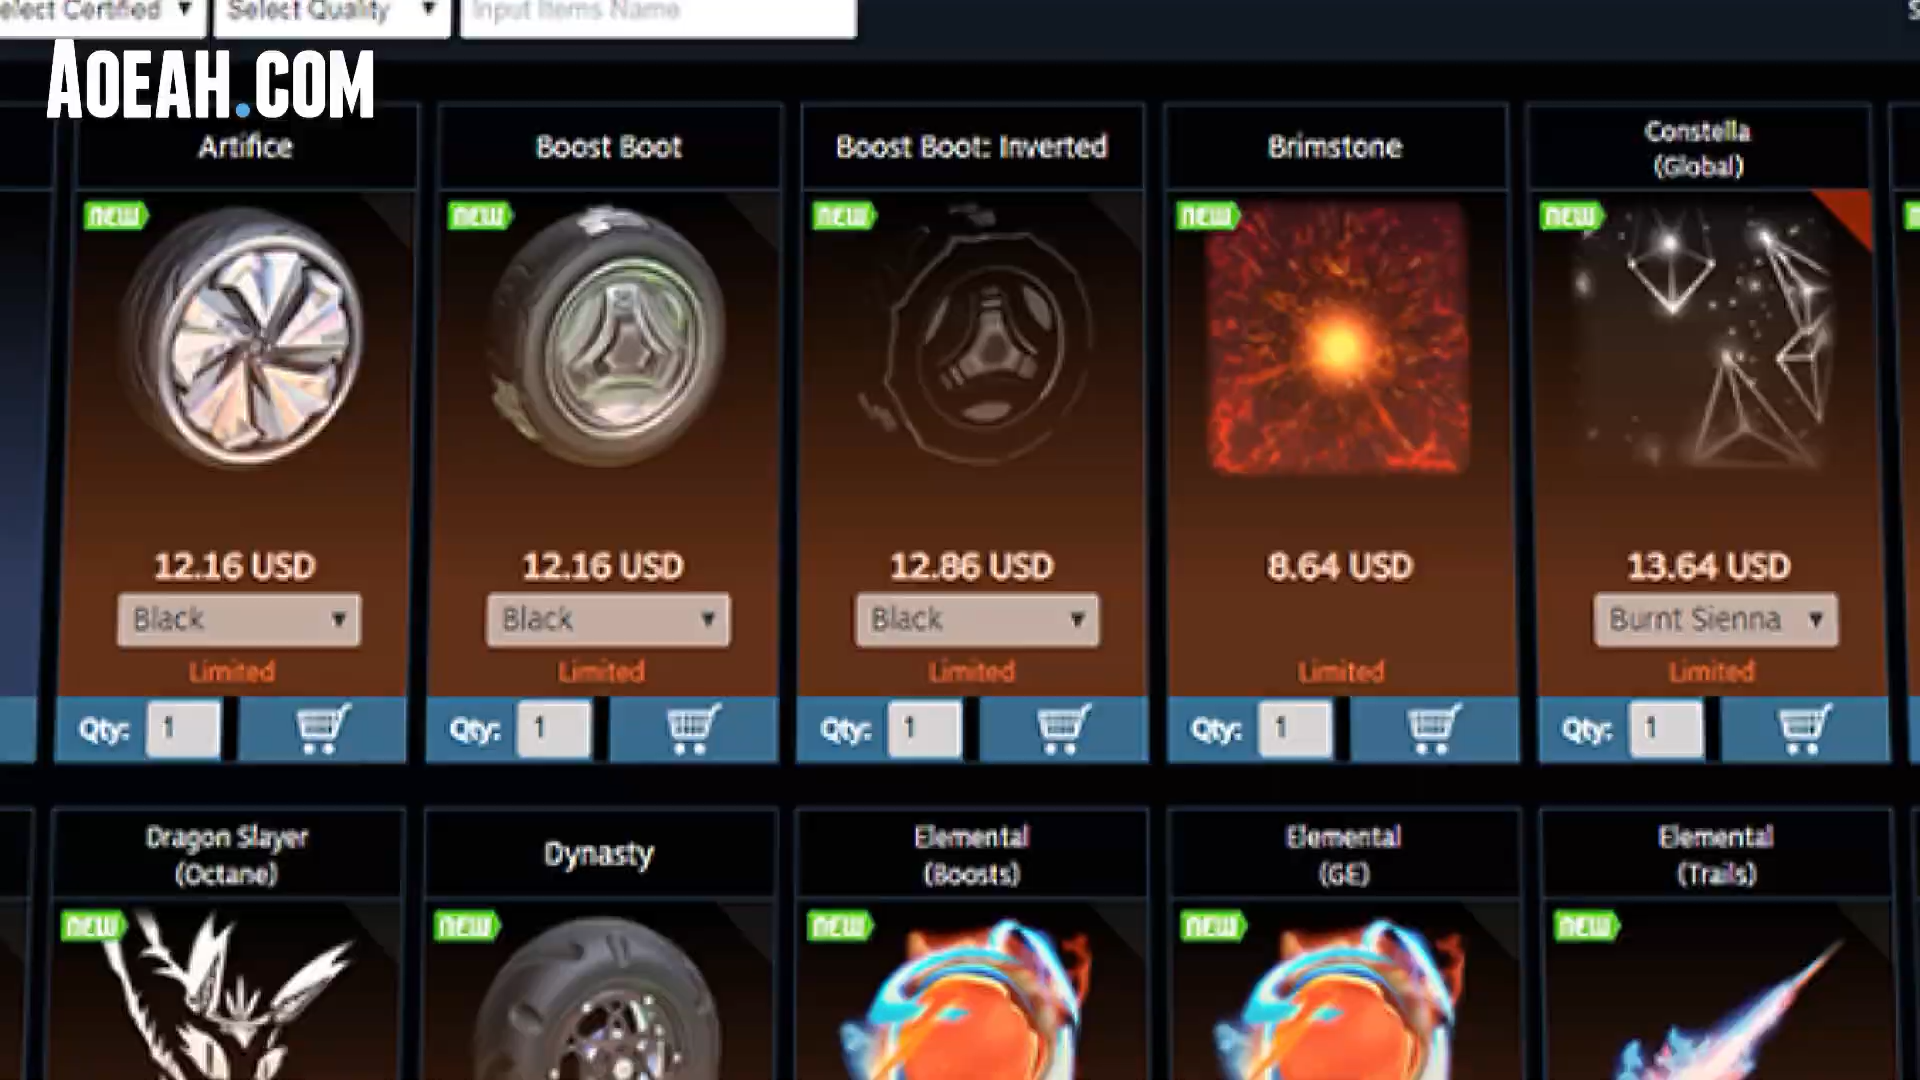 elect Certified
Select Quality
Input Items Name
AOEAH.COM
Artifice
Boost Boot
Boost Boot: Inverted
Brimstone
Constella
(Global)
new
new
new
new
new
12.16 USD
12.16 USD
12.86 USD
8.64 USD
13.64 USD
Black
Black
Black
Burnt Sienna
Limited
Limited
Limited
Limited
Limited
Qty: 1
Qty: 1
Qty: 1
Qty: 1
Qty: 1
Dragon Slayer
(Octane)
Dynasty
Elemental
(Boosts)
Elemental
(GE)
Elemental
(Trails)
new
new
new
new
new